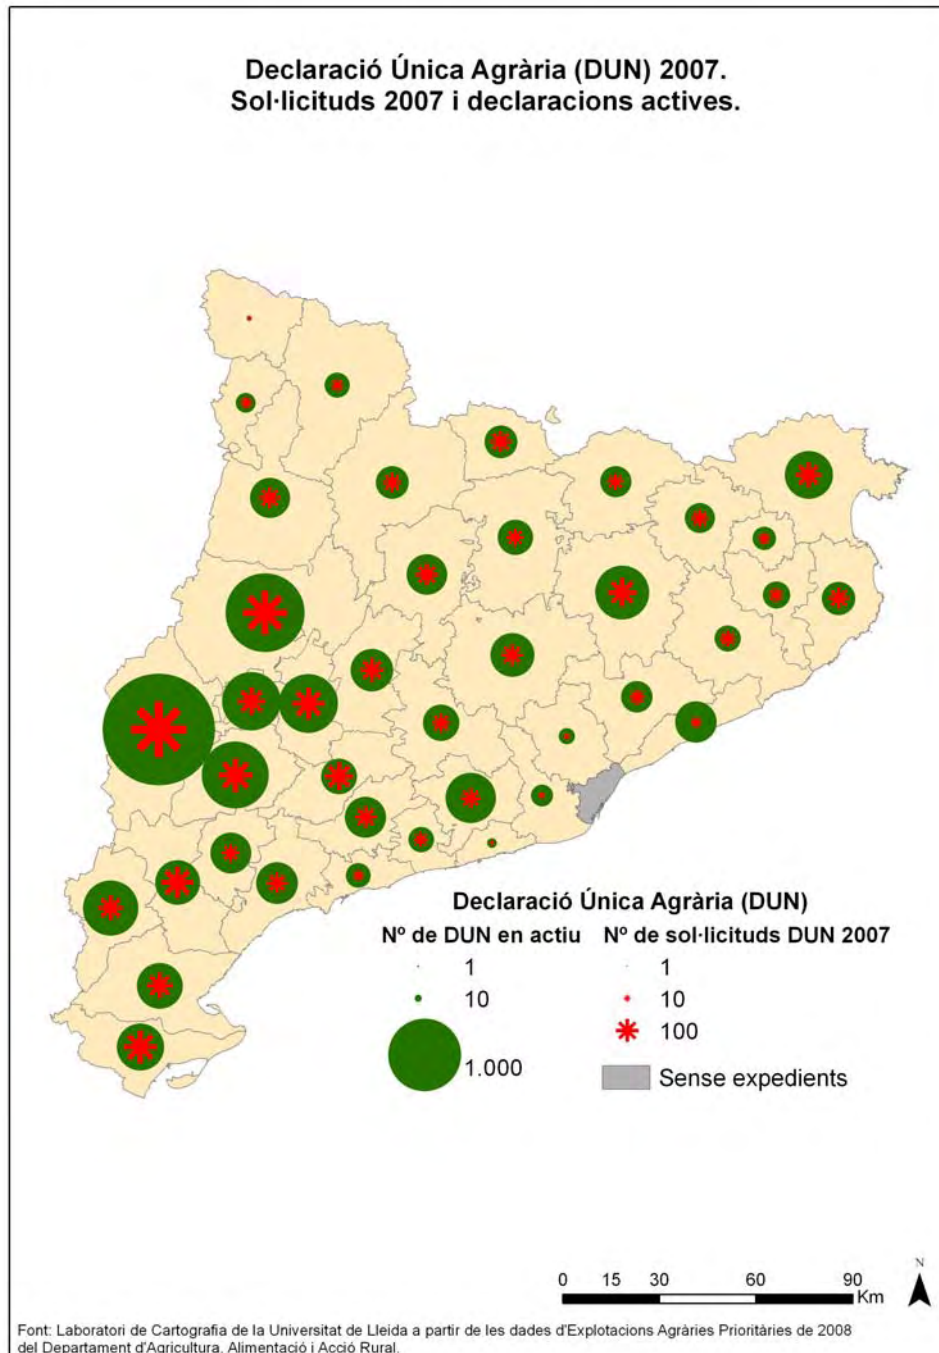 Declaració Única Agrària (DUN) 2007.
Sol·licituds 2007 i declaracions actives.
Declaració Única Agrària (DUN)
Nº de DUN en actiu
1
10
1.000
Nº de sol·licituds DUN 2007
1
10
100
Sense expedients
N
0 15 30 60 90
Km
Font: Laboratori de Cartografia de la Universitat de Lleida a partir de les dades d'Explotacions Agràries Prioritàries de 2008
del Departament d'Agricultura, Alimentació i Acció Rural.